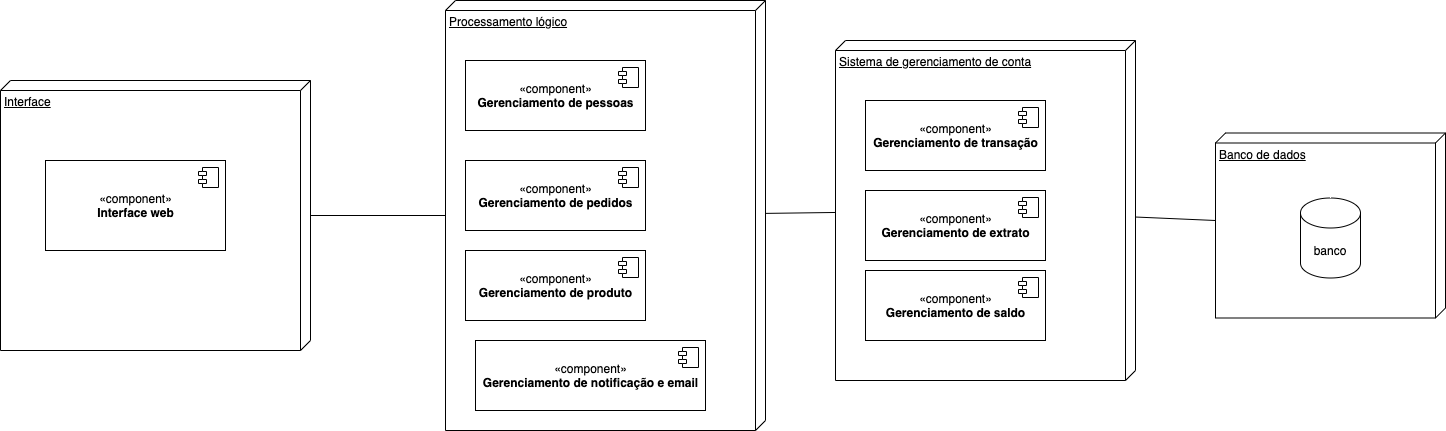 Interface
«component»
Interface web
Processamento lógico
«component»
Gerenciamento de pessoas
«component»
Gerenciamento de pedidos
«component»
Gerenciamento de produto
«component»
Gerenciamento de notificação e email
Sistema de gerenciamento de conta
«component»
Gerenciamento de transação
«component»
Gerenciamento de extrato
«component»
Gerenciamento de saldo
Banco de dados
banco